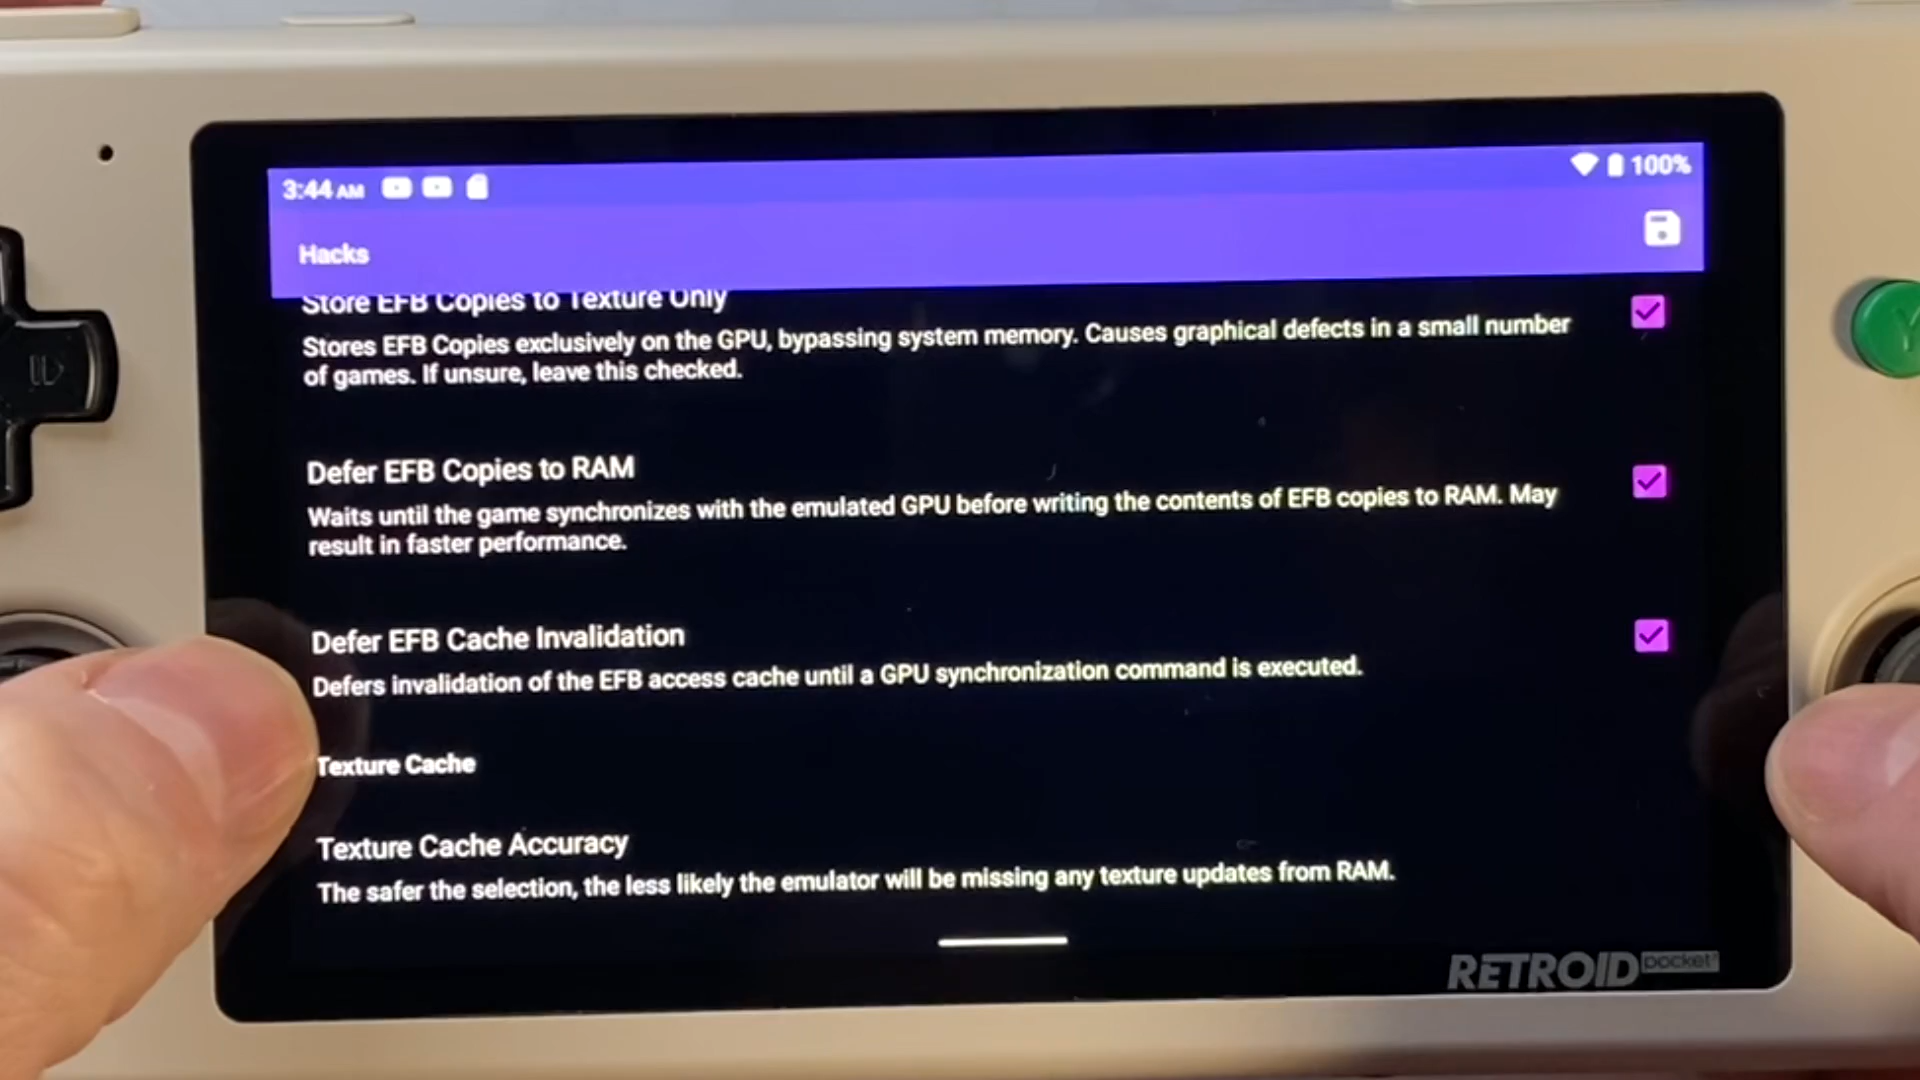 3:44 AM
100%
Hacks
Store EFB Copies to Texture Only
Stores EFB Copies exclusively on the GPU, bypassing system memory. Causes graphical defects in a small number
of games. If unsure, leave this checked.
Defer EFB Copies to RAM
Waits until the game synchronizes with the emulated GPU before writing the contents of EFB copies to RAM. May
result in faster performance.
Defer EFB Cache Invalidation
Defers invalidation of the EFB access cache until a GPU synchronization command is executed.
Texture Cache
Texture Cache Accuracy
The safer the selection, the less likely the emulator will be missing any texture updates from RAM.
RETROID pocket
Y